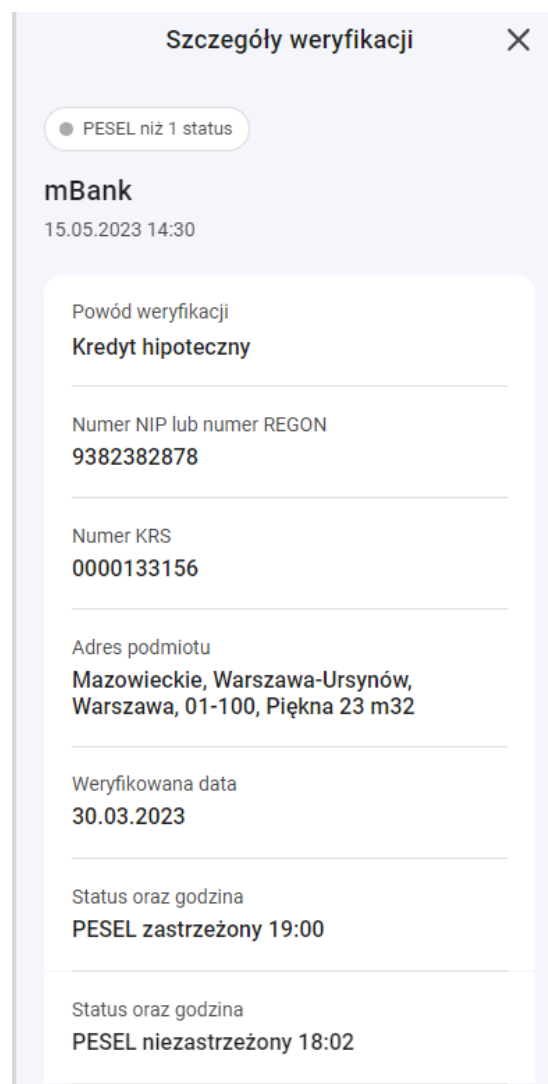 Szczegóły weryfikacji
PESEL niż 1 status
mBank
15.05.2023 14:30
Powód weryfikacji
Kredyt hipoteczny
Numer NIP lub numer REGON
9382382878
Numer KRS
0000133156
Adres podmiotu
Mazowieckie, Warszawa-Ursynów,
Warszawa, 01-100, Piękna 23 m32
Weryfikowana data
30.03.2023
Status oraz godzina
PESEL zastrzeżony 19:00
Status oraz godzina
PESEL niezastrzeżony 18:02